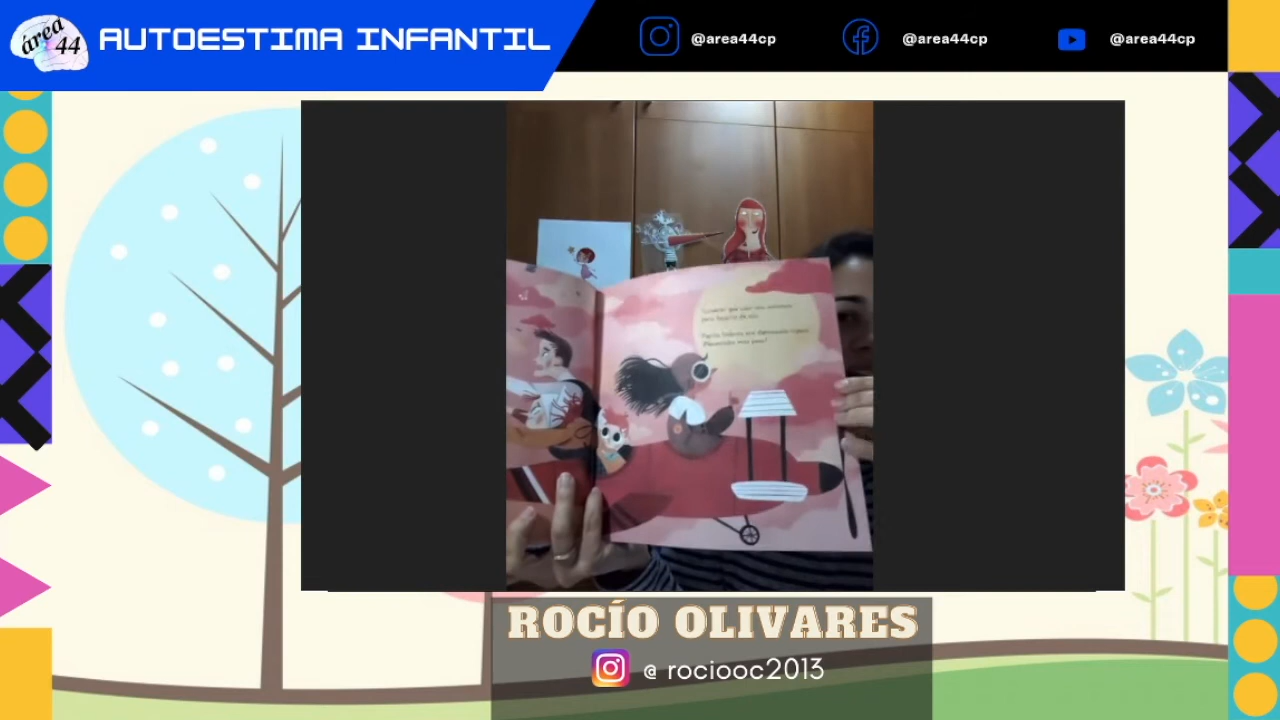 área
44
AUTOESTIMA INFANTIL
@area44cp
@area44cp
@area44cp
ROCÍO OLIVARES
@ rociooc2013